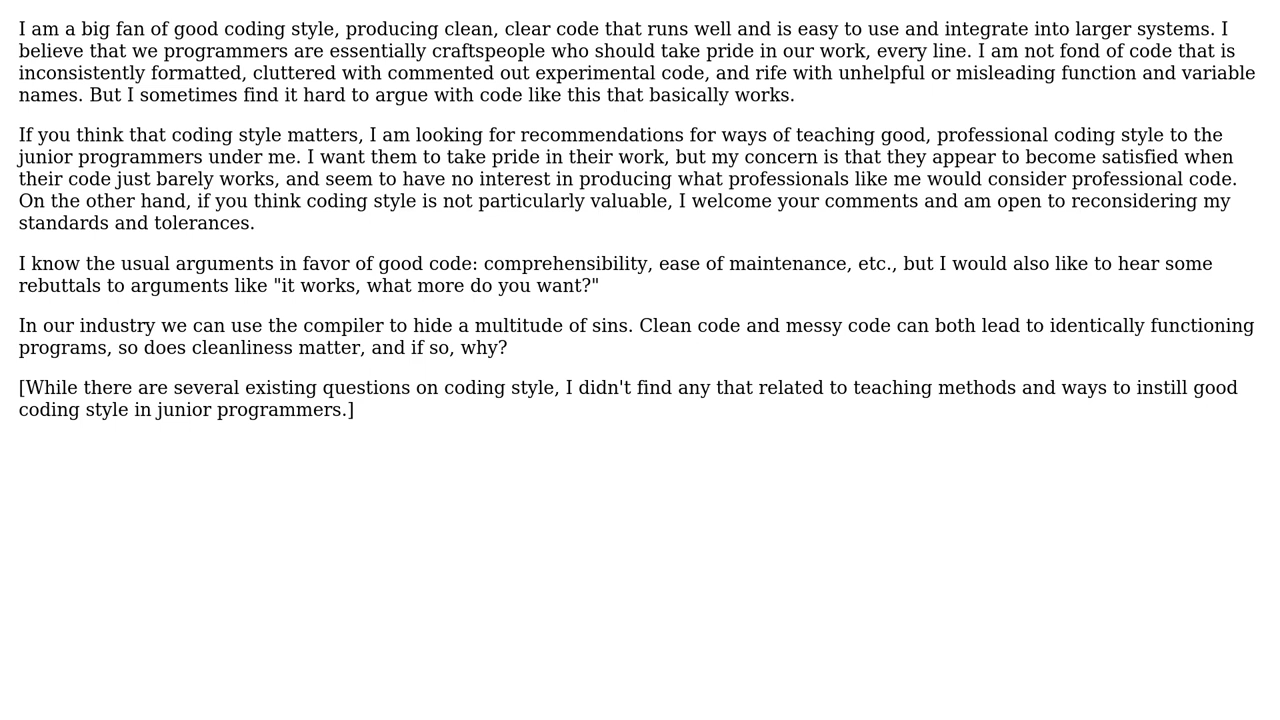 I am a big fan of good coding style, producing clean, clear code that runs well and is easy to use and integrate into larger systems. I
believe that we programmers are essentially craftspeople who should take pride in our work, every line. I am not fond of code that is
inconsistently formatted, cluttered with commented out experimental code, and rife with unhelpful or misleading function and variable
names. But I sometimes find it hard to argue with code like this that basically works.
If you think that coding style matters, I am looking for recommendations for ways of teaching good, professional coding style to the
junior programmers under me. I want them to take pride in their work, but my concern is that they appear to become satisfied when
their code just barely works, and seem to have no interest in producing what professionals like me would consider professional code.
On the other hand, if you think coding style is not particularly valuable, I welcome your comments and am open to reconsidering my
standards and tolerances.
I know the usual arguments in favor of good code: comprehensibility, ease of maintenance, etc., but I would also like to hear some
rebuttals to arguments like "it works, what more do you want?"
In our industry we can use the compiler to hide a multitude of sins. Clean code and messy code can both lead to identically functioning
programs, so does cleanliness matter, and if so, why?
[While there are several existing questions on coding style, I didn't find any that related to teaching methods and ways to instill good
coding style in junior programmers.]